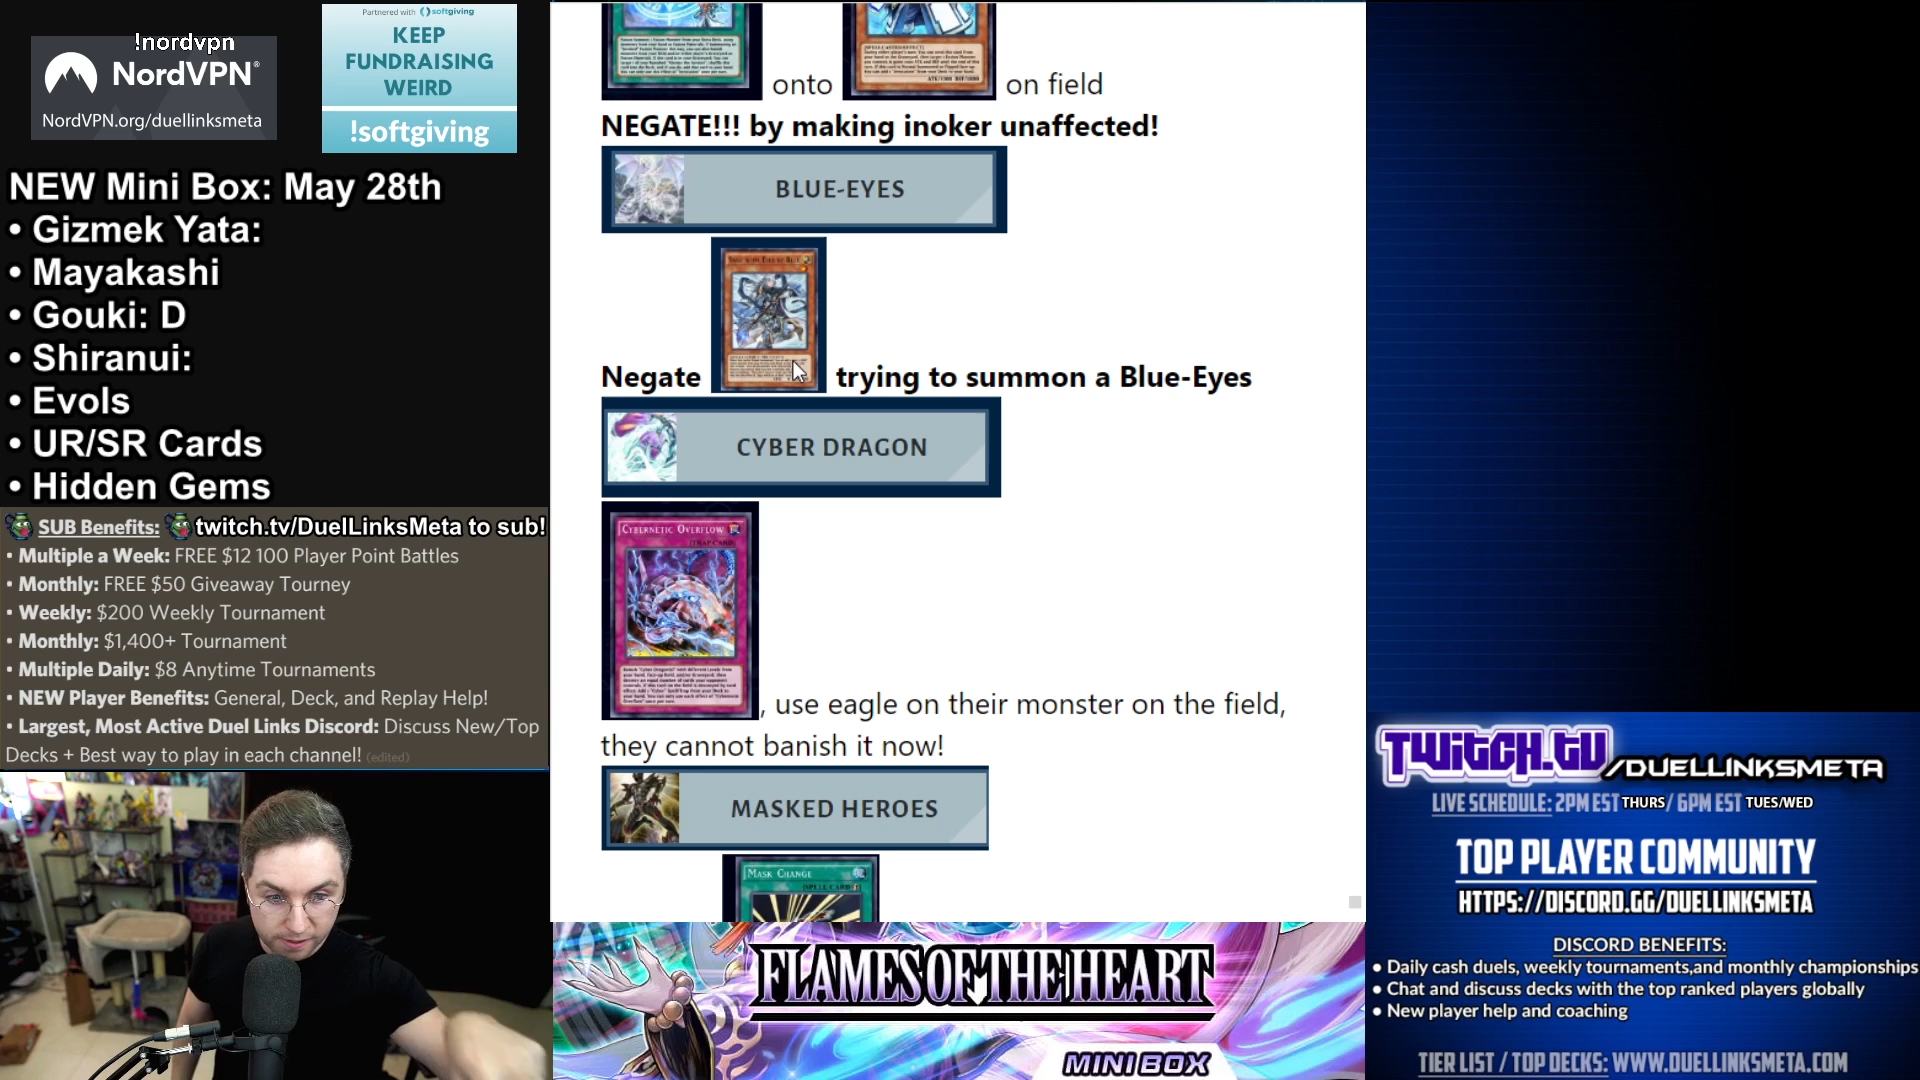 !nordvpn
NordVPN®
NordVPN.org/duellinksmeta
Partnered with softgiving
KEEP
FUNDRAISING
WEIRD
!softgiving
NEW Mini Box: May 28th
• Gizmek Yata:
• Mayakashi
• Gouki: D
• Shiranui:
• Evols
• UR/SR Cards
• Hidden Gems
SUB Benefits: twitch.tv/DuelLinksMeta to sub!
• Multiple a Week: FREE $12 100 Player Point Battles
• Monthly: FREE $50 Giveaway Tourney
• Weekly: $200 Weekly Tournament
• Monthly: $1,400+ Tournament
• Multiple Daily: $8 Anytime Tournaments
• NEW Player Benefits: General, Deck, and Replay Help!
• Largest, Most Active Duel Links Discord: Discuss New/Top
Decks + Best way to play in each channel! (edited)
onto on field
NEGATE!!! by making inoker unaffected!
BLUE-EYES
Negate trying to summon a Blue-Eyes
CYBER DRAGON
CYBERNETIC OVERFLOW
[TRAP CARD]
, use eagle on their monster on the field,
they cannot banish it now!
MASKED HEROES
MASK CHANGE
[SPELL CARD]
FLAMES OF THE HEART
MINI BOX
TWITCH.TV/DUELLINKSMETA
LIVE SCHEDULE: 2PM EST THURS / 6PM EST TUES/WED
TOP PLAYER COMMUNITY
HTTPS://DISCORD.GG/DUELLINKSMETA
DISCORD BENEFITS:
• Daily cash duels, weekly tournaments,and monthly championships
• Chat and discuss decks with the top ranked players globally
• New player help and coaching
TIER LIST / TOP DECKS: WWW.DUELLINKSMETA.COM